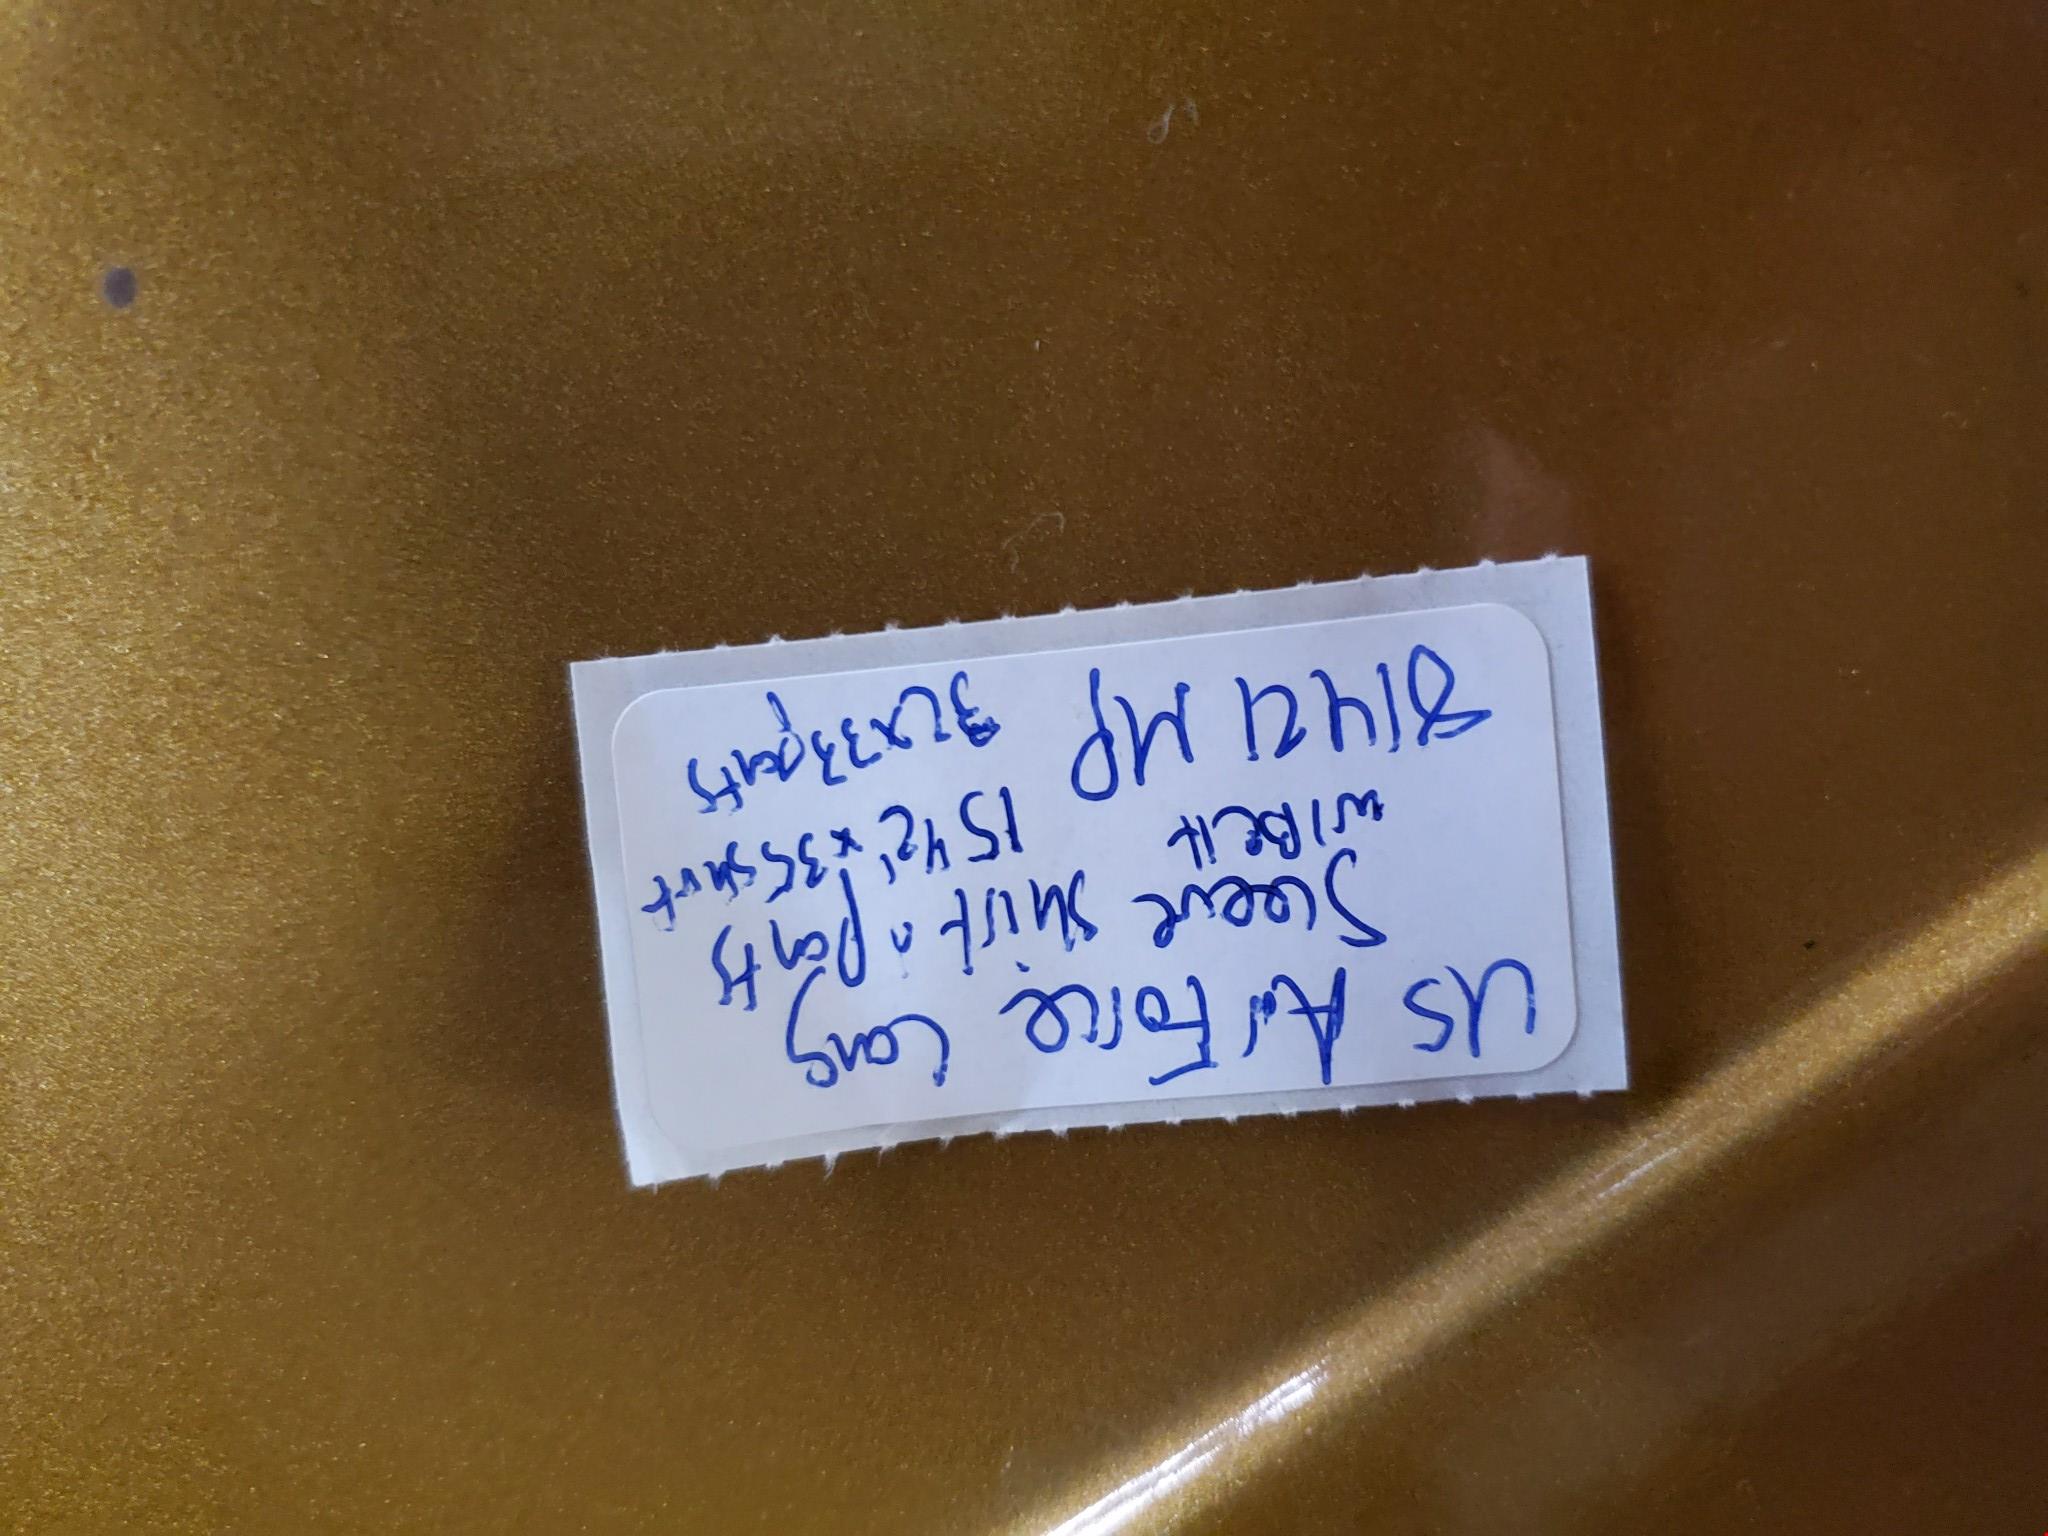 US Air Force Long
Sleeve shirt n pants
w/Belt 15 1/2 x 35 shirt
81421 MP 32x33 pants